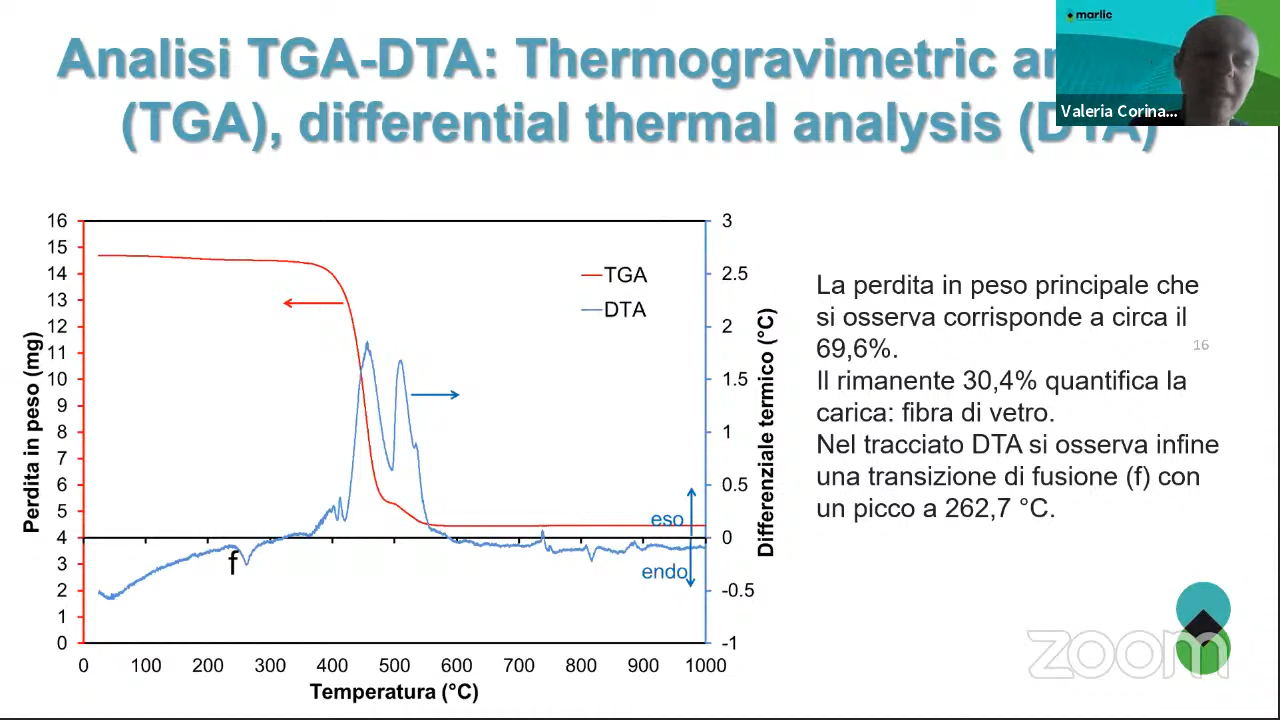 marlic
Analisi TGA-DTA: Thermogravimetric an
(TGA), differential thermal analysis (DTA)
Valeria Corina...
16
15
14
13
12
11
10
9
8
7
6
5
4
3
2
1
0
Perdita in peso (mg)
TGA
DTA
f
eso
endo
3
2.5
2
1.5
1
0.5
0
-0.5
-1
Differenziale termico (°C)
0 100 200 300 400 500 600 700 800 900 1000
Temperatura (°C)
La perdita in peso principale che
si osserva corrisponde a circa il
69,6%.
Il rimanente 30,4% quantifica la
carica: fibra di vetro.
Nel tracciato DTA si osserva infine
una transizione di fusione (f) con
un picco a 262,7 °C.
16
zoom